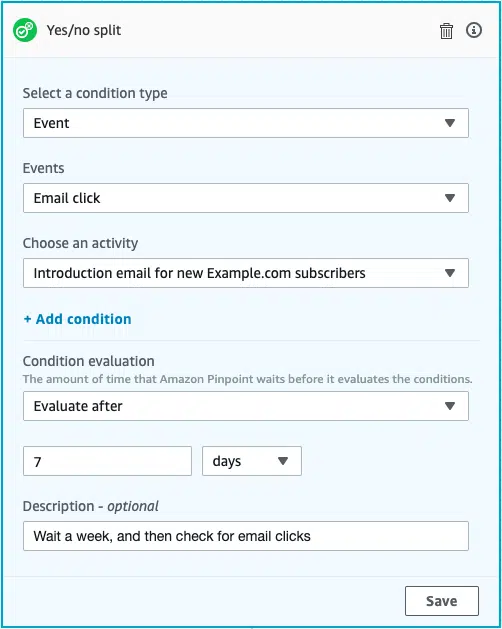 Yes/no split
Select a condition type
Event
Events
Email click
Choose an activity
Introduction email for new Example.com subscribers
+ Add condition
Condition evaluation
The amount of time that Amazon Pinpoint waits before it evaluates the conditions.
Evaluate after
7 days
Description - optional
Wait a week, and then check for email clicks
Save